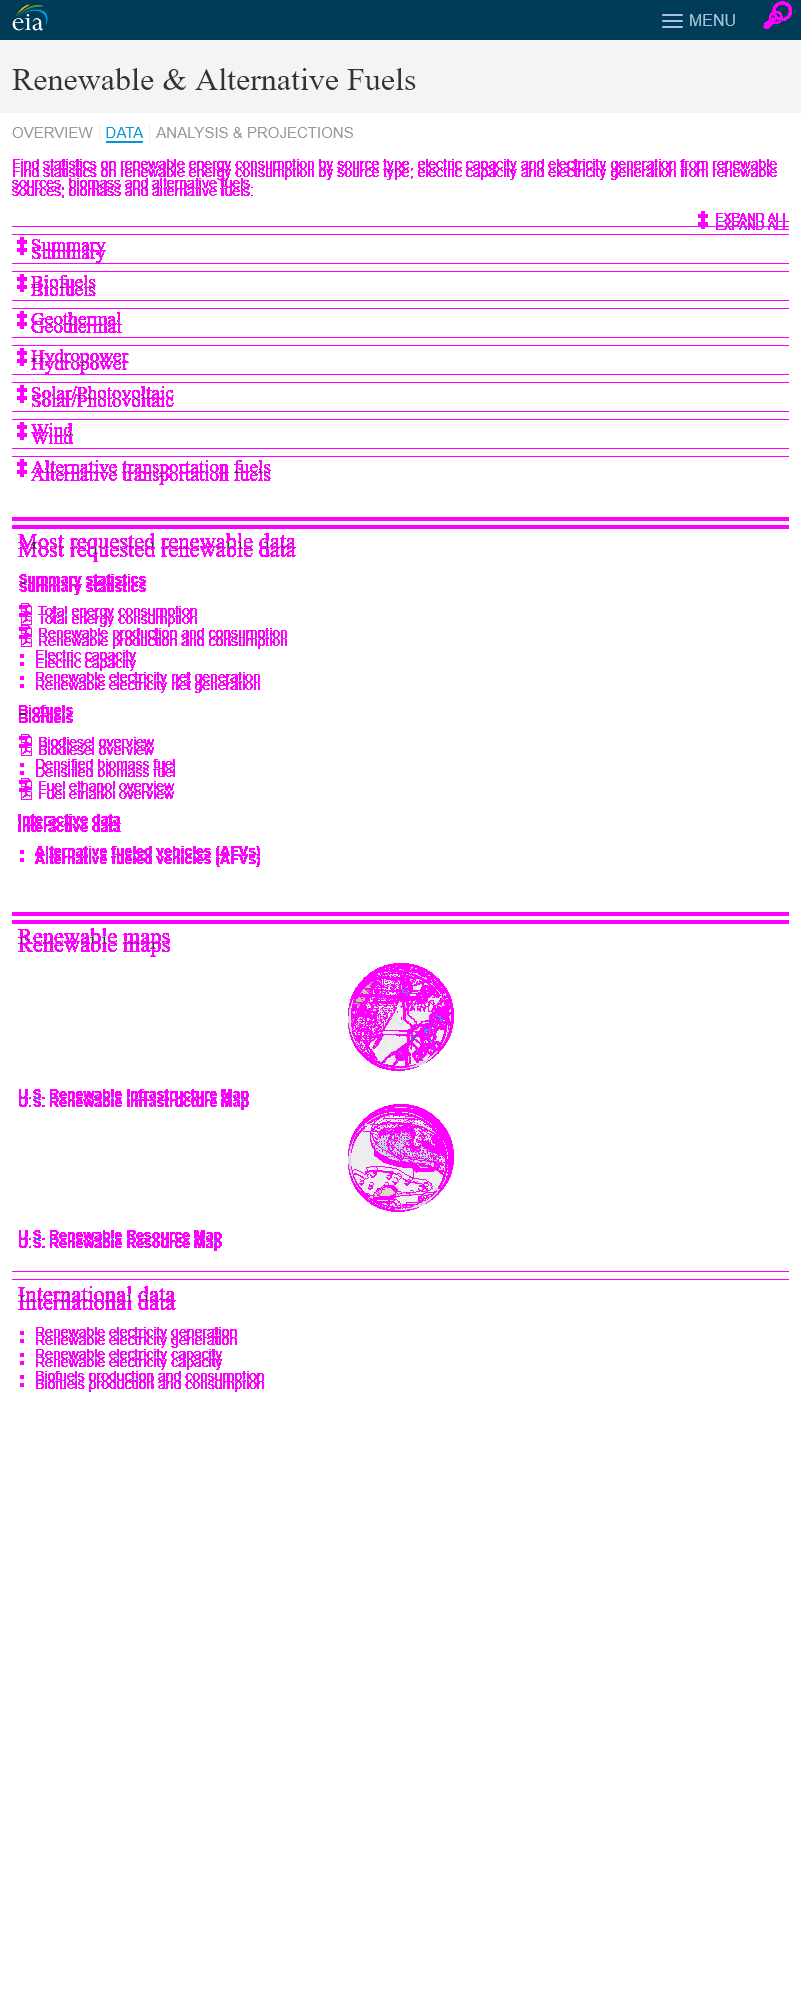 eia
MENU
Renewable & Alternative Fuels
OVERVIEW DATA ANALYSIS & PROJECTIONS
Find statistics on renewable energy consumption by source type, electric capacity and electricity generation from renewable
sources, biomass and alternative fuels.
EXPAND ALL
Summary
Biofuels
Geothermal
Hydropower
Solar/Photovoltaic
Wind
Alternative transportation fuels
Most requested renewable data
Summary statistics
Total energy consumption
Renewable production and consumption
Electric capacity
Renewable electricity net generation
Biofuels
Biodiesel overview
Densified biomass fuel
Fuel ethanol overview
Interactive data
Alternative fueled vehicles (AFVs)
Renewable maps
U.S. Renewable Infrastructure Map
U.S. Renewable Resource Map
International data
Renewable electricity generation
Renewable electricity capacity
Biofuels production and consumption